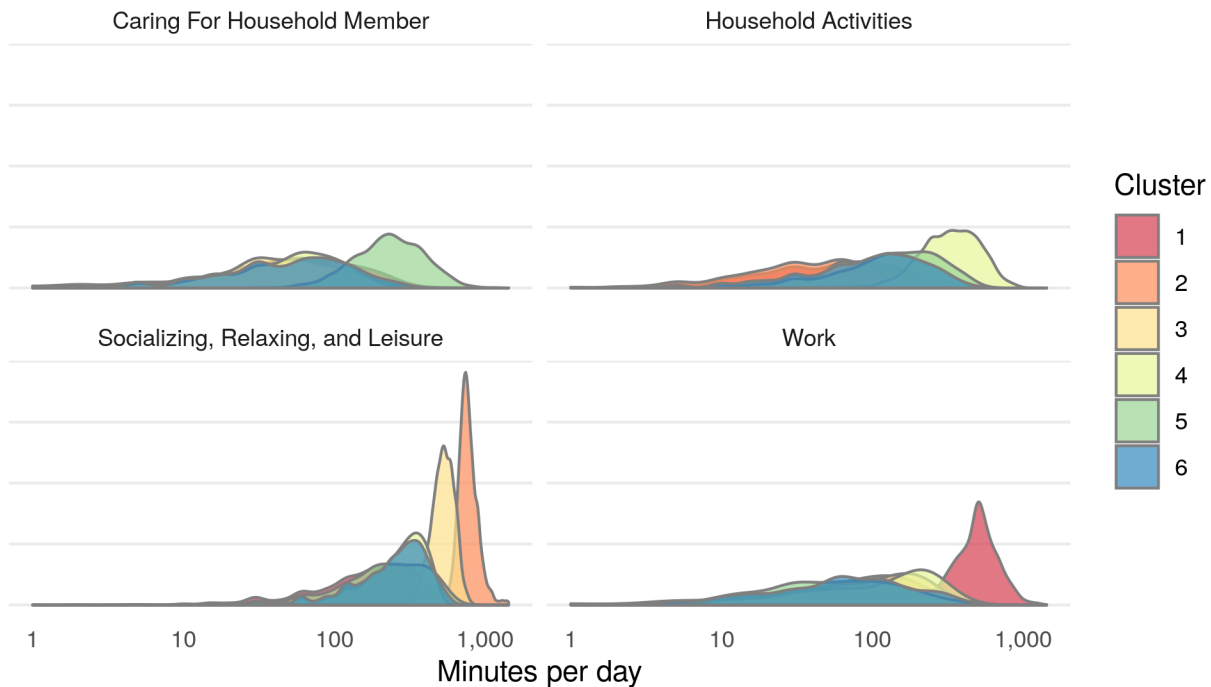 Caring For Household Member
Household Activities
Socializing, Relaxing, and Leisure
Work
1 10 100 1,000
1 10 100 1,000
Minutes per day
Cluster
1
2
3
4
5
6